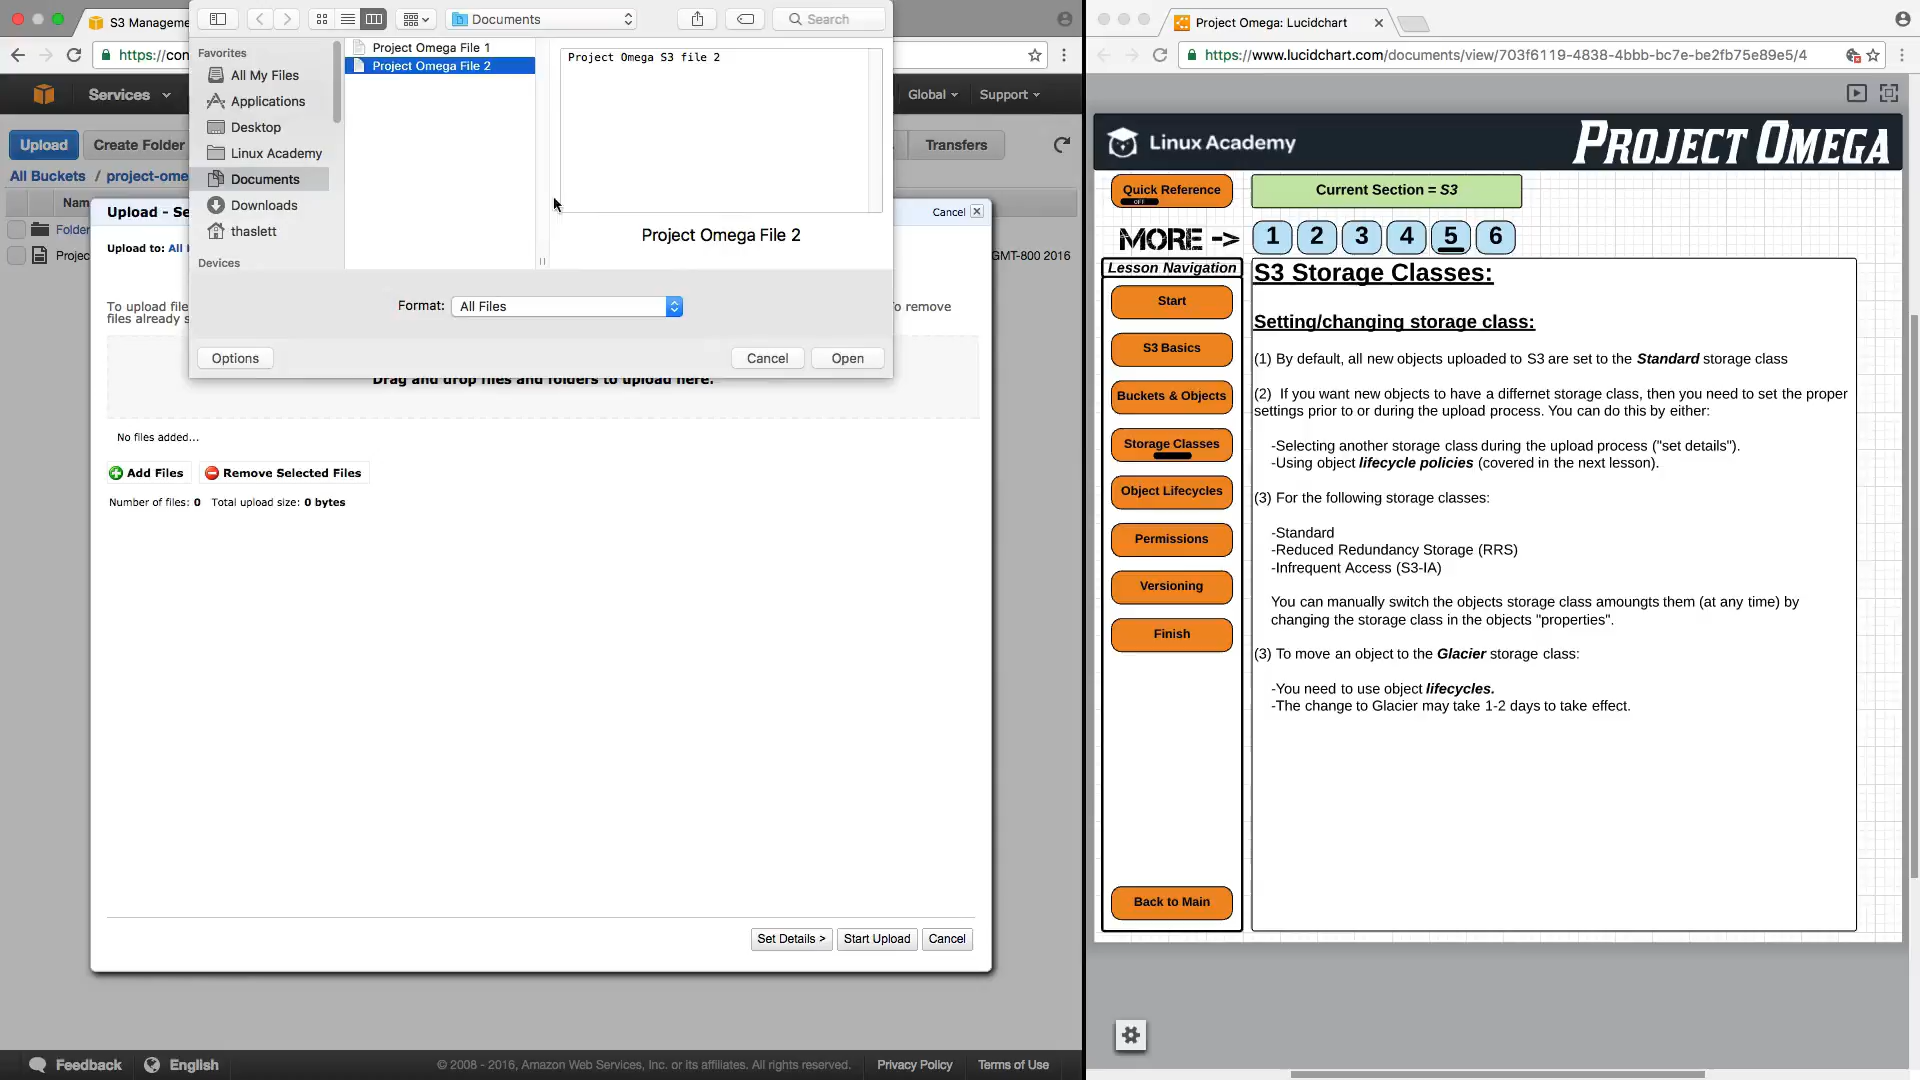 S3 Manageme
https://con
Services
Global
Support
Upload
Create Folder
Transfers
All Buckets / project-ome
Nam
Folder
Projec
GMT-800 2016
Documents
Search
Favorites
All My Files
Applications
Desktop
Linux Academy
Documents
Downloads
thaslett
Devices
Project Omega File 1
Project Omega File 2
Project Omega S3 file 2
Project Omega File 2
Format: All Files
Options
Cancel
Open
Upload - Se
Cancel
Upload to: All
To upload file
o remove
files already s
Drag and drop files and folders to upload here.
No files added...
Add Files
Remove Selected Files
Number of files: 0 Total upload size: 0 bytes
Set Details >
Start Upload
Cancel
Feedback
English
© 2008 - 2016, Amazon Web Services, Inc. or its affiliates. All rights reserved.
Privacy Policy
Terms of Use
Project Omega: Lucidchart
https://www.lucidchart.com/documents/view/703f6119-4838-4bbb-bc7e-be2fb75e89e5/4
Linux Academy
PROJECT OMEGA
Quick Reference
OFF
Current Section = S3
MORE ->
1 2 3 4 5 6
Lesson Navigation
Start
S3 Basics
Buckets & Objects
Storage Classes
Object Lifecycles
Permissions
Versioning
Finish
Back to Main
S3 Storage Classes:
Setting/changing storage class:
(1) By default, all new objects uploaded to S3 are set to the Standard storage class
(2) If you want new objects to have a differnet storage class, then you need to set the proper
settings prior to or during the upload process. You can do this by either:
-Selecting another storage class during the upload process ("set details").
-Using object lifecycle policies (covered in the next lesson).
(3) For the following storage classes:
-Standard
-Reduced Redundancy Storage (RRS)
-Infrequent Access (S3-IA)
You can manually switch the objects storage class amoungts them (at any time) by
changing the storage class in the objects "properties".
(3) To move an object to the Glacier storage class:
-You need to use object lifecycles.
-The change to Glacier may take 1-2 days to take effect.